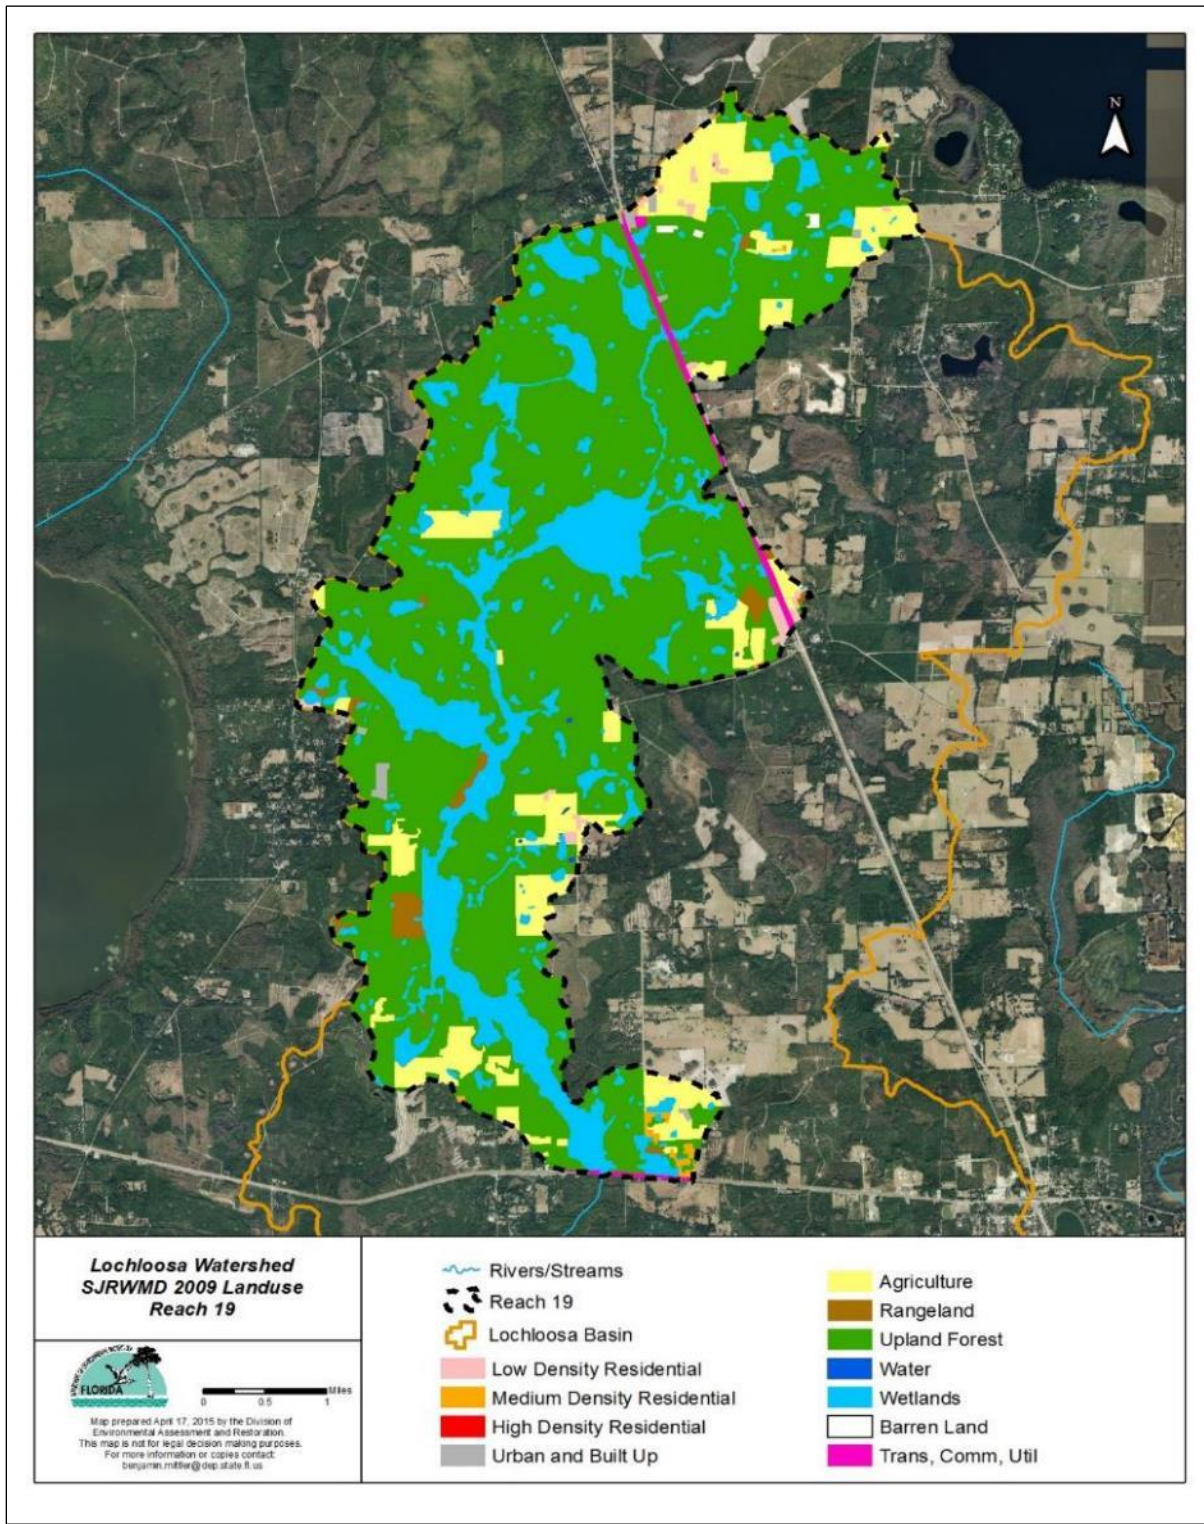 N
Lochloosa Watershed
SJRWMD 2009 Landuse
Reach 19
FLORIDA
Miles
0 0.5 1
Map prepared April 17, 2015 by the Division of
Environmental Assessment and Restoration.
This map is not for legal decision making purposes.
For more information or copies contact:
benjamin.mittler@dep.state.fl.us
Rivers/Streams
Reach 19
Lochloosa Basin
Low Density Residential
Medium Density Residential
High Density Residential
Urban and Built Up
Agriculture
Rangeland
Upland Forest
Water
Wetlands
Barren Land
Trans, Comm, Util